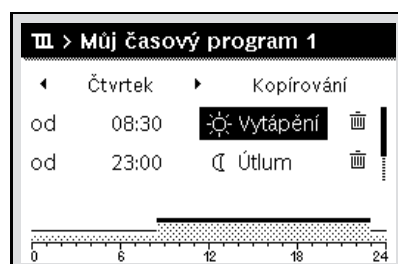 > Můj časový program 1
Čtvrtek Kopírování
od 08:30 Vytápění
od 23:00 Útlum
0 6 12 18 24